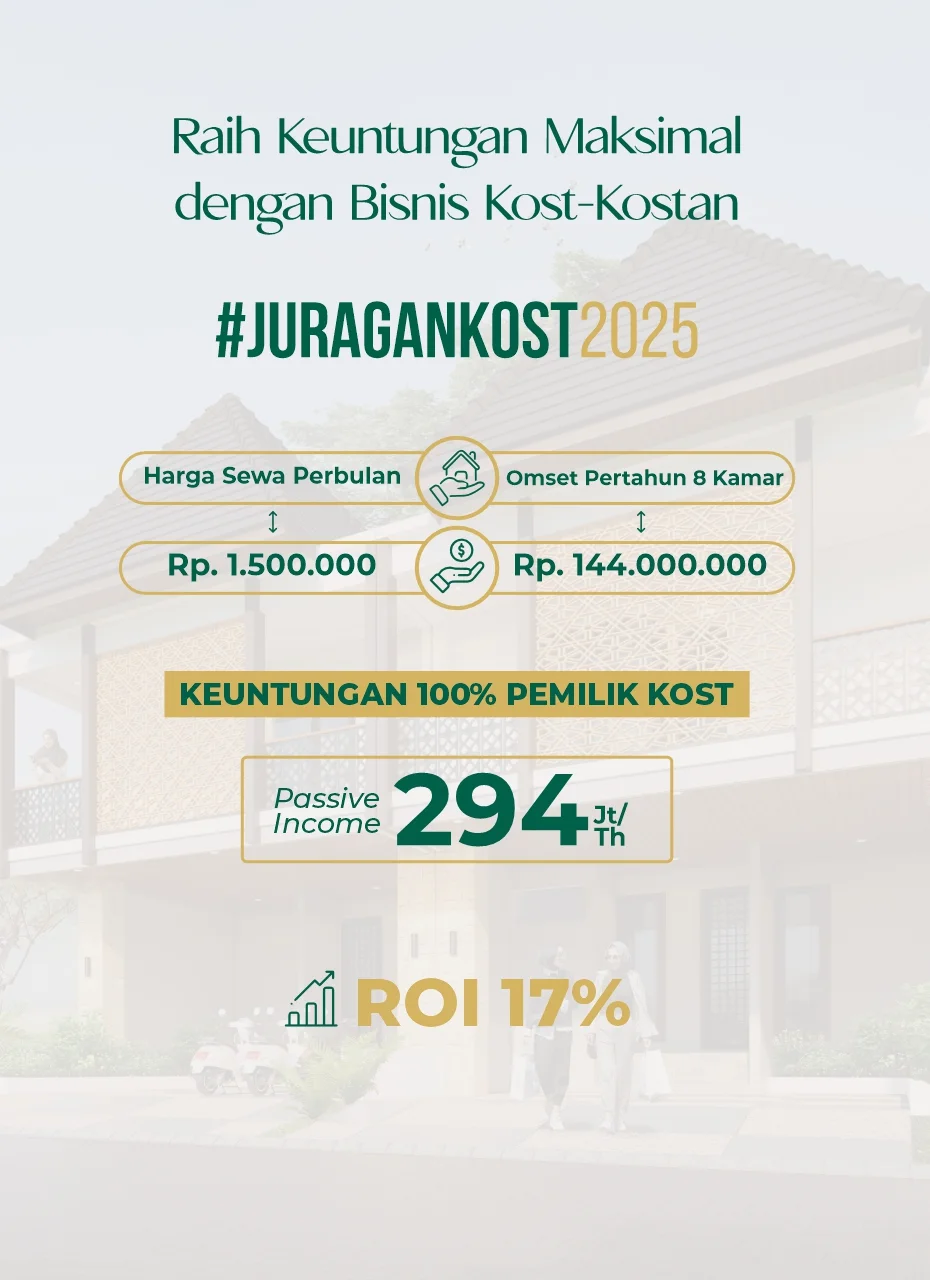 Raih Keuntungan Maksimal
dengan Bisnis Kost-Kostan
#JURAGANKOST2025
Harga Sewa Perbulan
Omset Pertahun 8 Kamar
Rp. 1.500.000
$
Rp. 144.000.000
KEUNTUNGAN 100% PEMILIK KOST
Passive
Income
294
Jt/
Th
ROI 17%